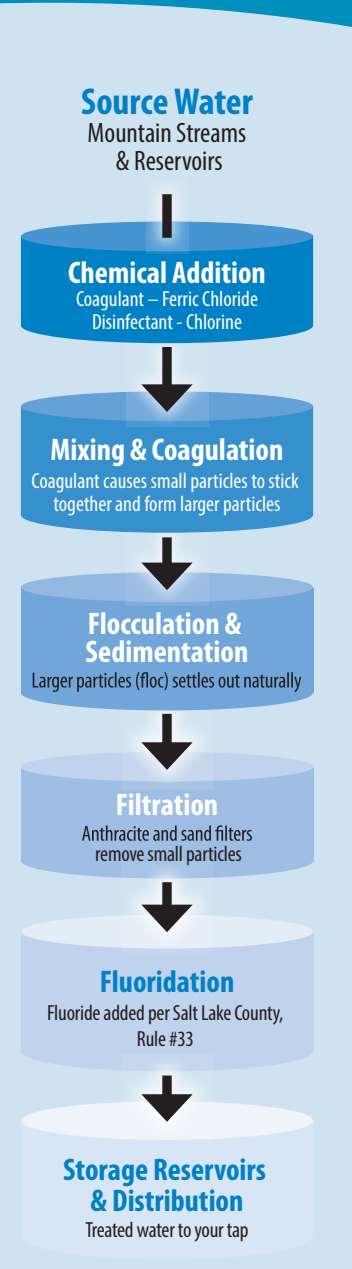 Source Water
Mountain Streams
& Reservoirs
Chemical Addition
Coagulant – Ferric Chloride
Disinfectant - Chlorine
Mixing & Coagulation
Coagulant causes small particles to stick
together and form larger particles
Flocculation &
Sedimentation
Larger particles (floc) settles out naturally
Filtration
Anthracite and sand filters
remove small particles
Fluoridation
Fluoride added per Salt Lake County,
Rule #33
Storage Reservoirs
& Distribution
Treated water to your tap